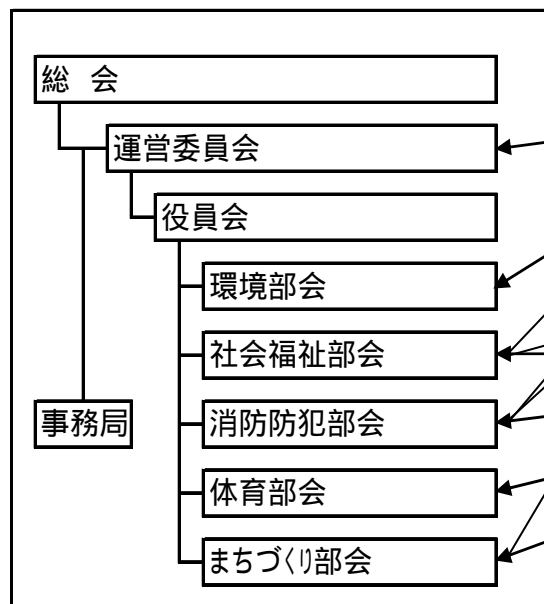 総 会
運営委員会
役員会
環境部会
社会福祉部会
事務局
消防防犯部会
体育部会
まちづくり部会